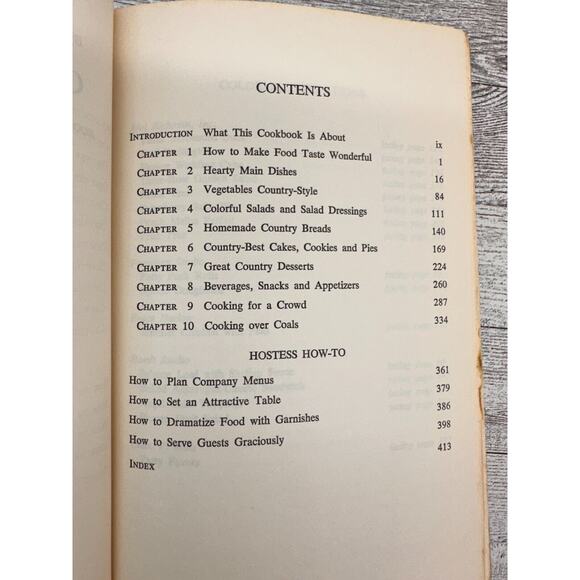 CONTENTS
INTRODUCTION What This Cookbook Is About ix
CHAPTER 1 How to Make Food Taste Wonderful 1
CHAPTER 2 Hearty Main Dishes 16
CHAPTER 3 Vegetables Country-Style 84
CHAPTER 4 Colorful Salads and Salad Dressings 111
CHAPTER 5 Homemade Country Breads 140
CHAPTER 6 Country-Best Cakes, Cookies and Pies 169
CHAPTER 7 Great Country Desserts 224
CHAPTER 8 Beverages, Snacks and Appetizers 260
CHAPTER 9 Cooking for a Crowd 287
CHAPTER 10 Cooking over Coals 334
HOSTESS HOW-TO
How to Plan Company Menus 361
How to Set an Attractive Table 379
How to Dramatize Food with Garnishes 386
How to Serve Guests Graciously 398
INDEX 413